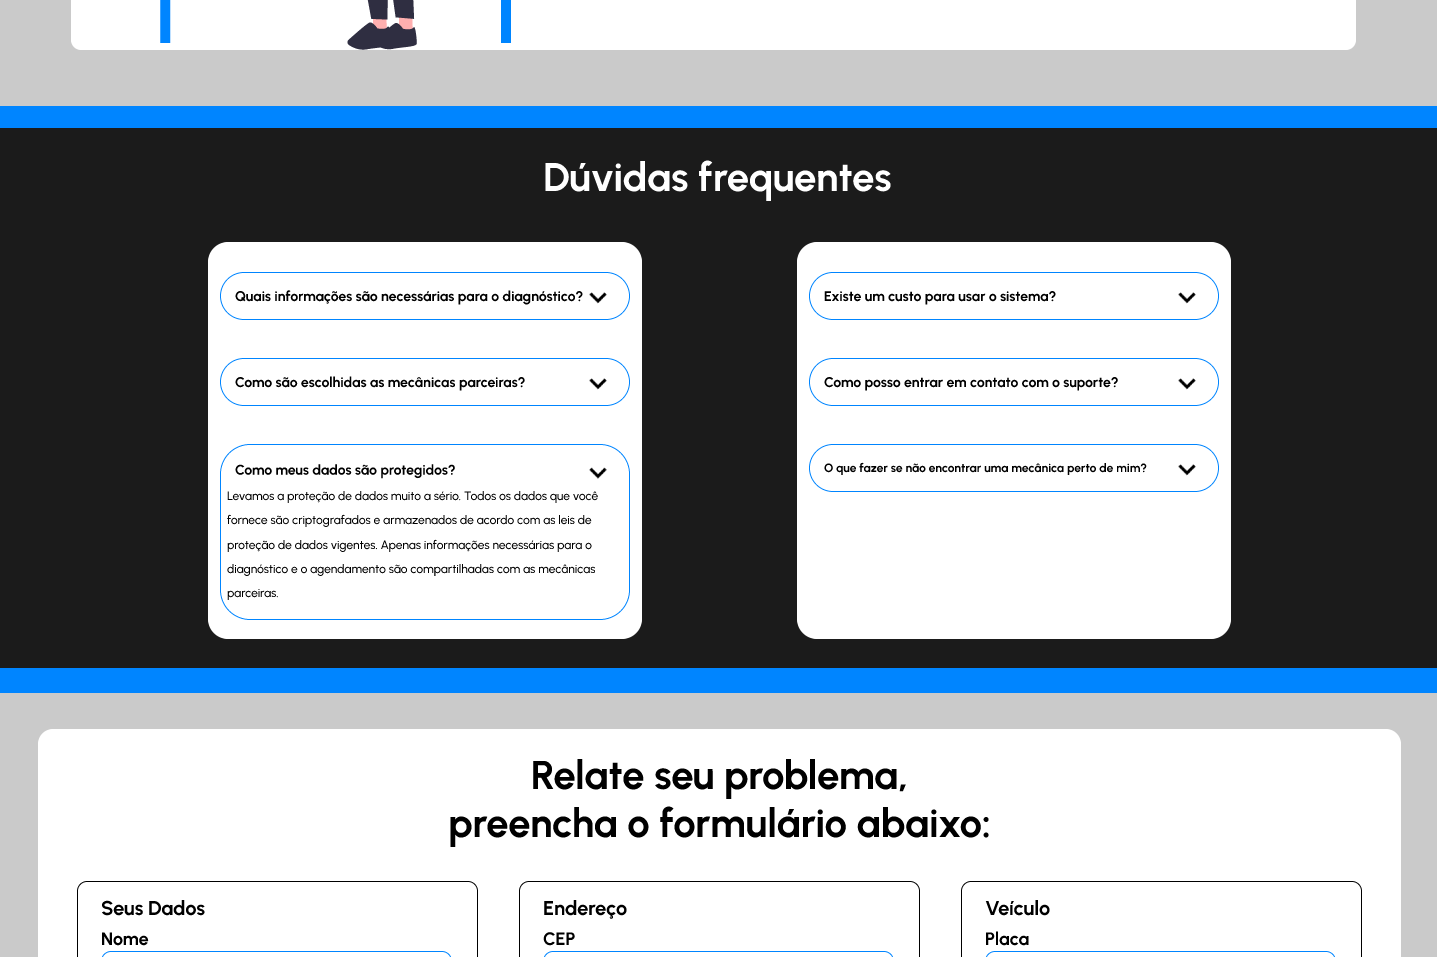 Dúvidas frequentes
Quais informações são necessárias para o diagnóstico?
Como são escolhidas as mecânicas parceiras?
Como meus dados são protegidos?
Levamos a proteção de dados muito a sério. Todos os dados que você
fornece são criptografados e armazenados de acordo com as leis de
proteção de dados vigentes. Apenas informações necessárias para o
diagnóstico e o agendamento são compartilhadas com as mecânicas
parceiras.
Existe um custo para usar o sistema?
Como posso entrar em contato com o suporte?
O que fazer se não encontrar uma mecânica perto de mim?
Relate seu problema,
preencha o formulário abaixo:
Seus Dados
Nome
Endereço
CEP
Veículo
Placa